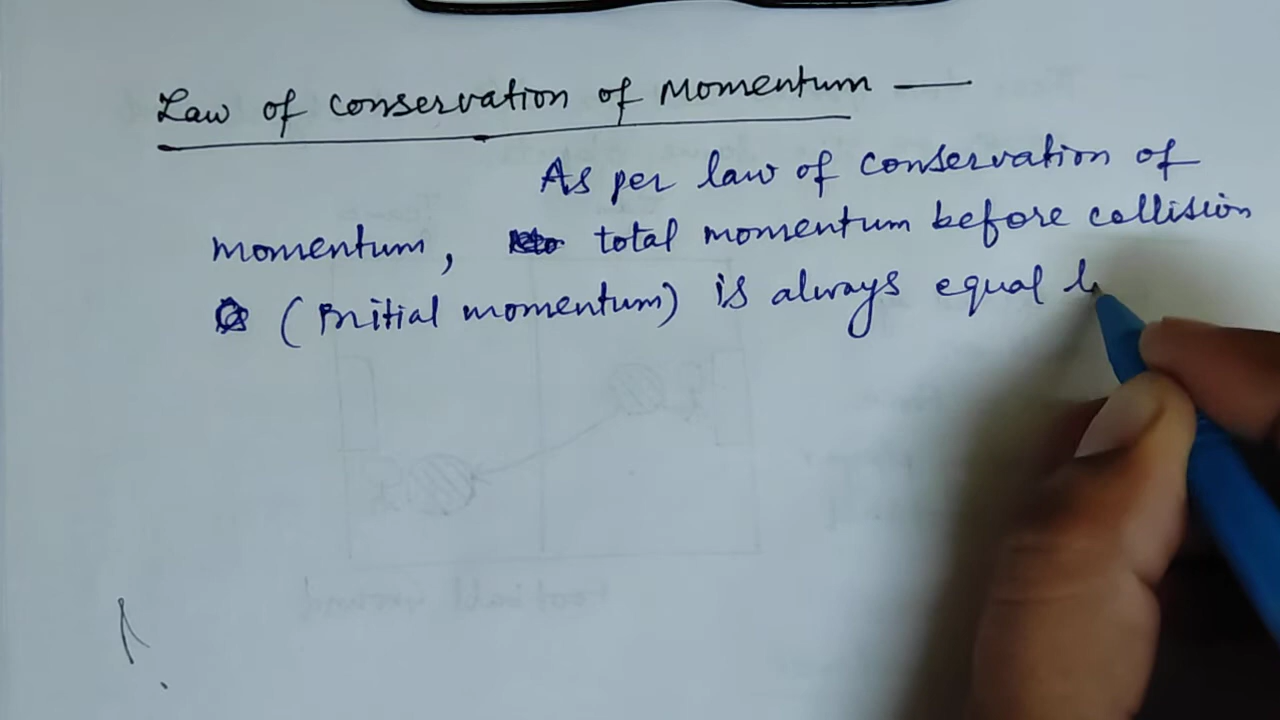 Law of conservation of Momentum —
As per law of conservation of
momentum, total momentum before collision
(Initial momentum) is always equal